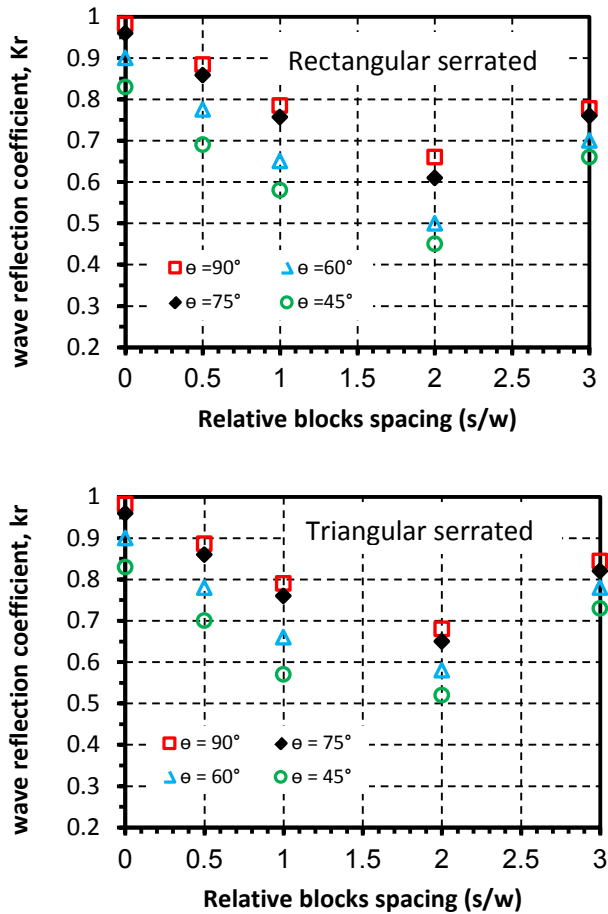 wave reflection coefficient, Kr
1
0.9
0.8
0.7
0.6
0.5
0.4
0.3
0.2
Rectangular serrated
ɵ =90° ɵ =60°
ɵ =75° ɵ =45°
0 0.5 1 1.5 2 2.5 3
Relative blocks spacing (s/w)
wave reflection coefficient, kr
1
0.9
0.8
0.7
0.6
0.5
0.4
0.3
0.2
Triangular serrated
ɵ = 90° ɵ = 75°
ɵ = 60° ɵ = 45°
0 0.5 1 1.5 2 2.5 3
Relative blocks spacing (s/w)